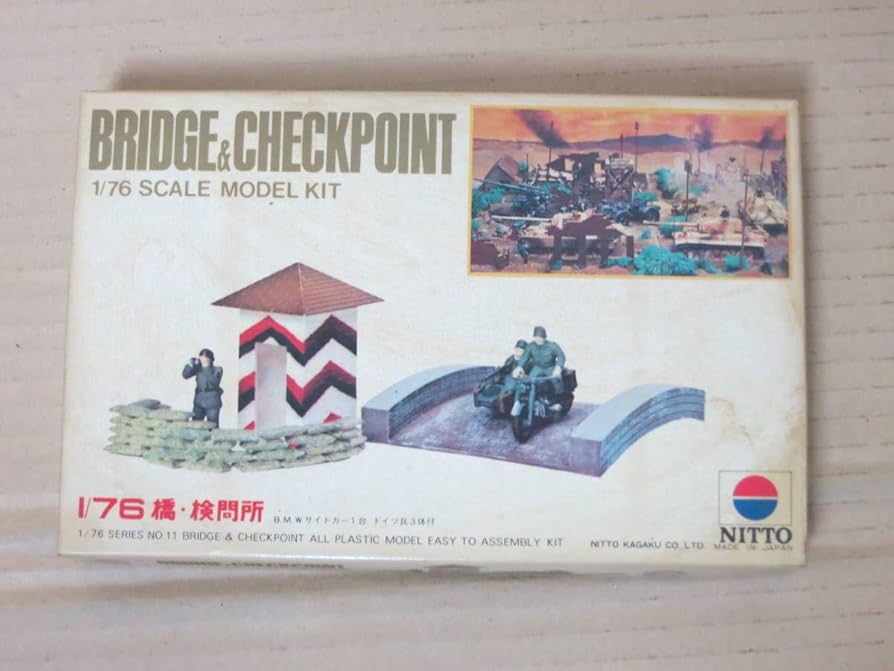 BRIDGE & CHECKPOINT
1/76 SCALE MODEL KIT
1/76 橋・検問所
B.M.Wサイドカー1台 ドイツ兵3体付
1/76 SERIES NO.11 BRIDGE & CHECKPOINT ALL PLASTIC MODEL EASY TO ASSEMBLY KIT
NITTO KAGAKU CO.,LTD. MADE IN JAPAN
NITTO
BRIDGE & CHECKPOINT